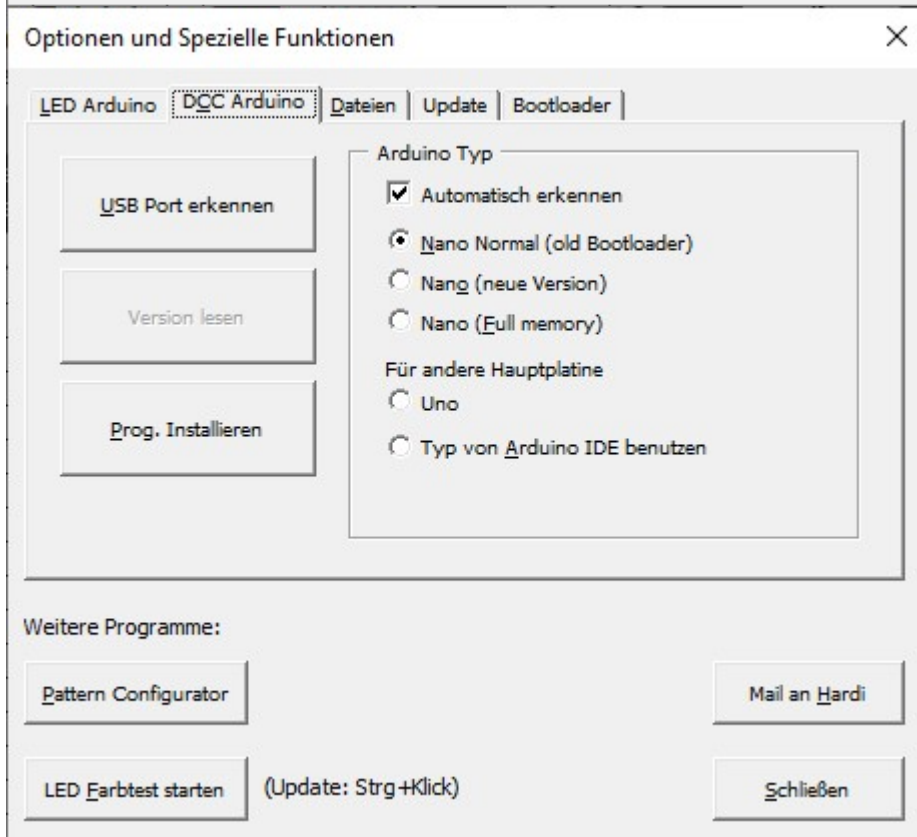 Optionen und Spezielle Funktionen
LED Arduino DCC Arduino Dateien Update Bootloader
USB Port erkennen
Version lesen
Prog. Installieren
Arduino Typ
Automatisch erkennen
Nano Normal (old Bootloader)
Nano (neue Version)
Nano (Full memory)
Für andere Hauptplatine
Uno
Typ von Arduino IDE benutzen
Weitere Programme:
Pattern Configurator
Mail an Hardi
LED Farbtest starten (Update: Strg+Klick)
Schließen